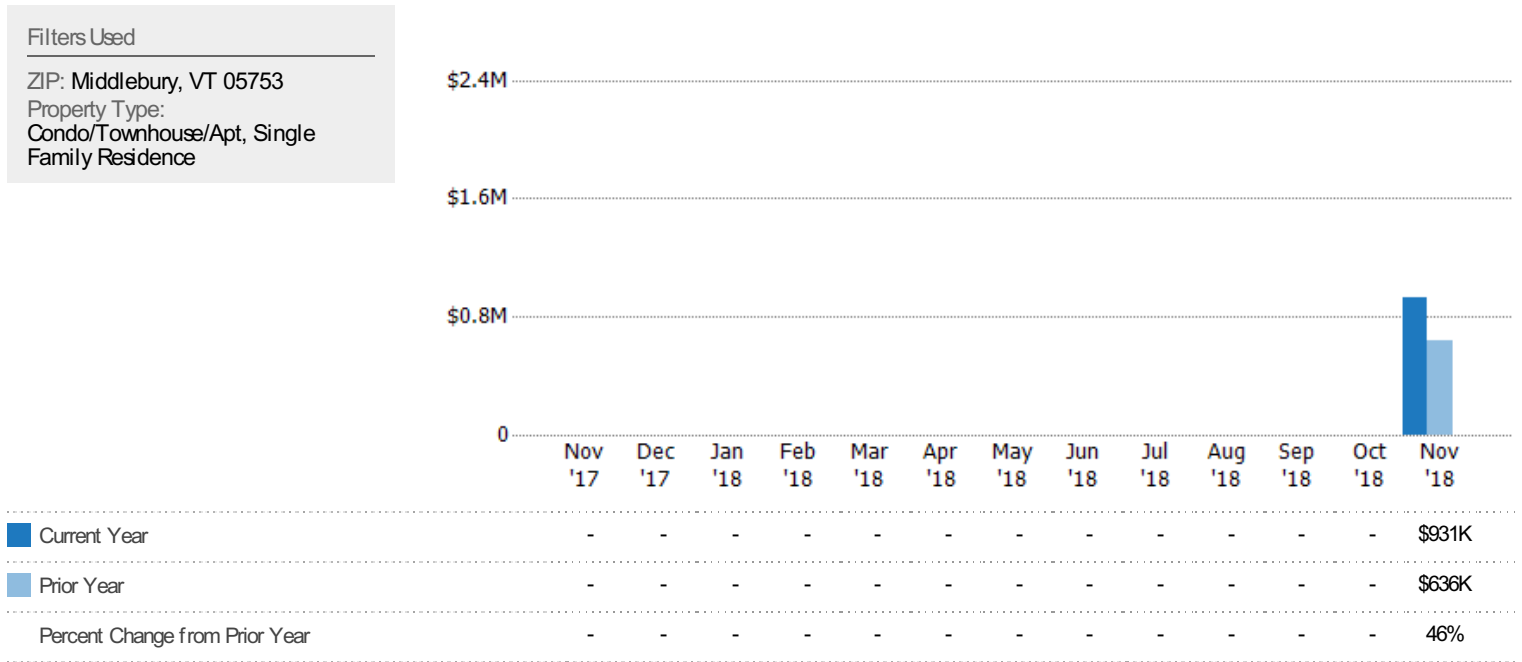 Filters Used
ZIP: Middlebury, VT 05753
Property Type:
Condo/Townhouse/Apt, Single
Family Residence
$2.4M
$1.6M
$0.8M
0
Nov Dec Jan Feb Mar Apr May Jun Jul Aug Sep Oct Nov
'17 '17 '18 '18 '18 '18 '18 '18 '18 '18 '18 '18 '18
Current Year - - - - - - - - - - - - $931K
Prior Year - - - - - - - - - - - - $636K
Percent Change from Prior Year - - - - - - - - - - - - 46%